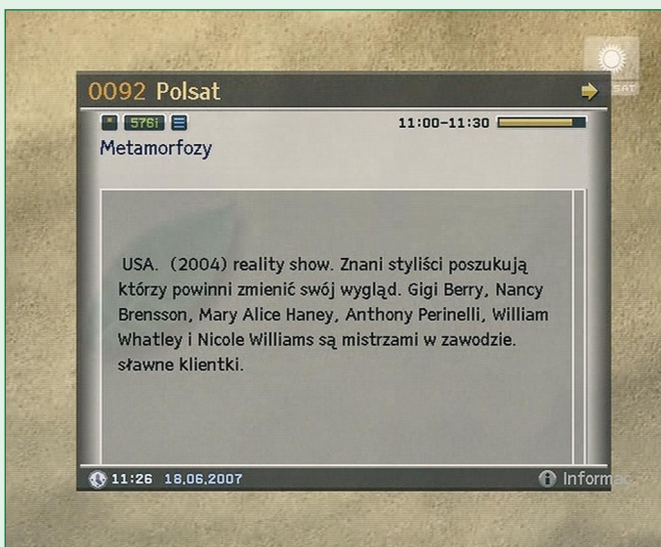 0092 Polsat
SAT
576i
11:00-11:30
Metamorfozy
USA. (2004) reality show. Znani styliści poszukują
którzy powinni zmienić swój wygląd. Gigi Berry, Nancy
Brensson, Mary Alice Haney, Anthony Perinelli, William
Whatley i Nicole Williams są mistrzami w zawodzie.
sławne klientki.
11:26 18.06.2007
Informac